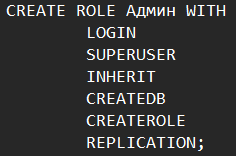 CREATE ROLE Админ WITH
LOGIN
SUPERUSER
INHERIT
CREATEDB
CREATEROLE
REPLICATION;